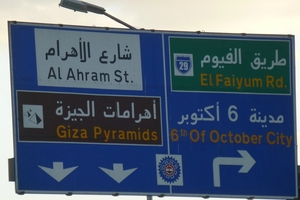 شارع الأهرام
Al Ahram St.
أهرامات الجيزة
Giza Pyramids
طريق الفيوم
29
El Faiyum Rd.
مدينة 6 أكتوبر
6th Of October City